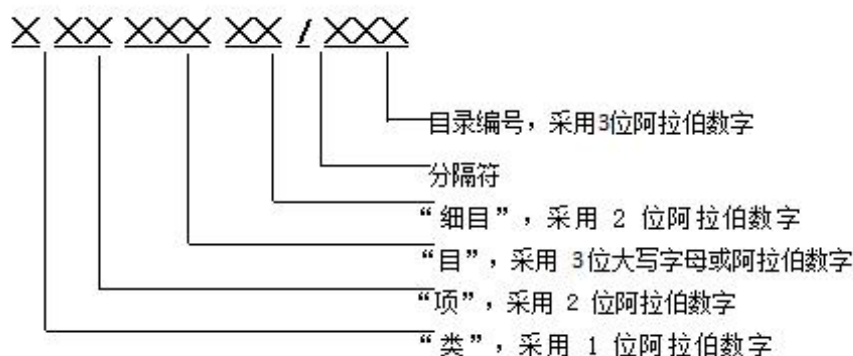 X XX XXX XX / XXX
目录编号，采用3位阿拉伯数字
分隔符
“细目”，采用 2 位阿拉伯数字
“目”，采用 3位大写字母或阿拉伯数字
“项”，采用 2 位阿拉伯数字
“类”，采用 1 位阿拉伯数字